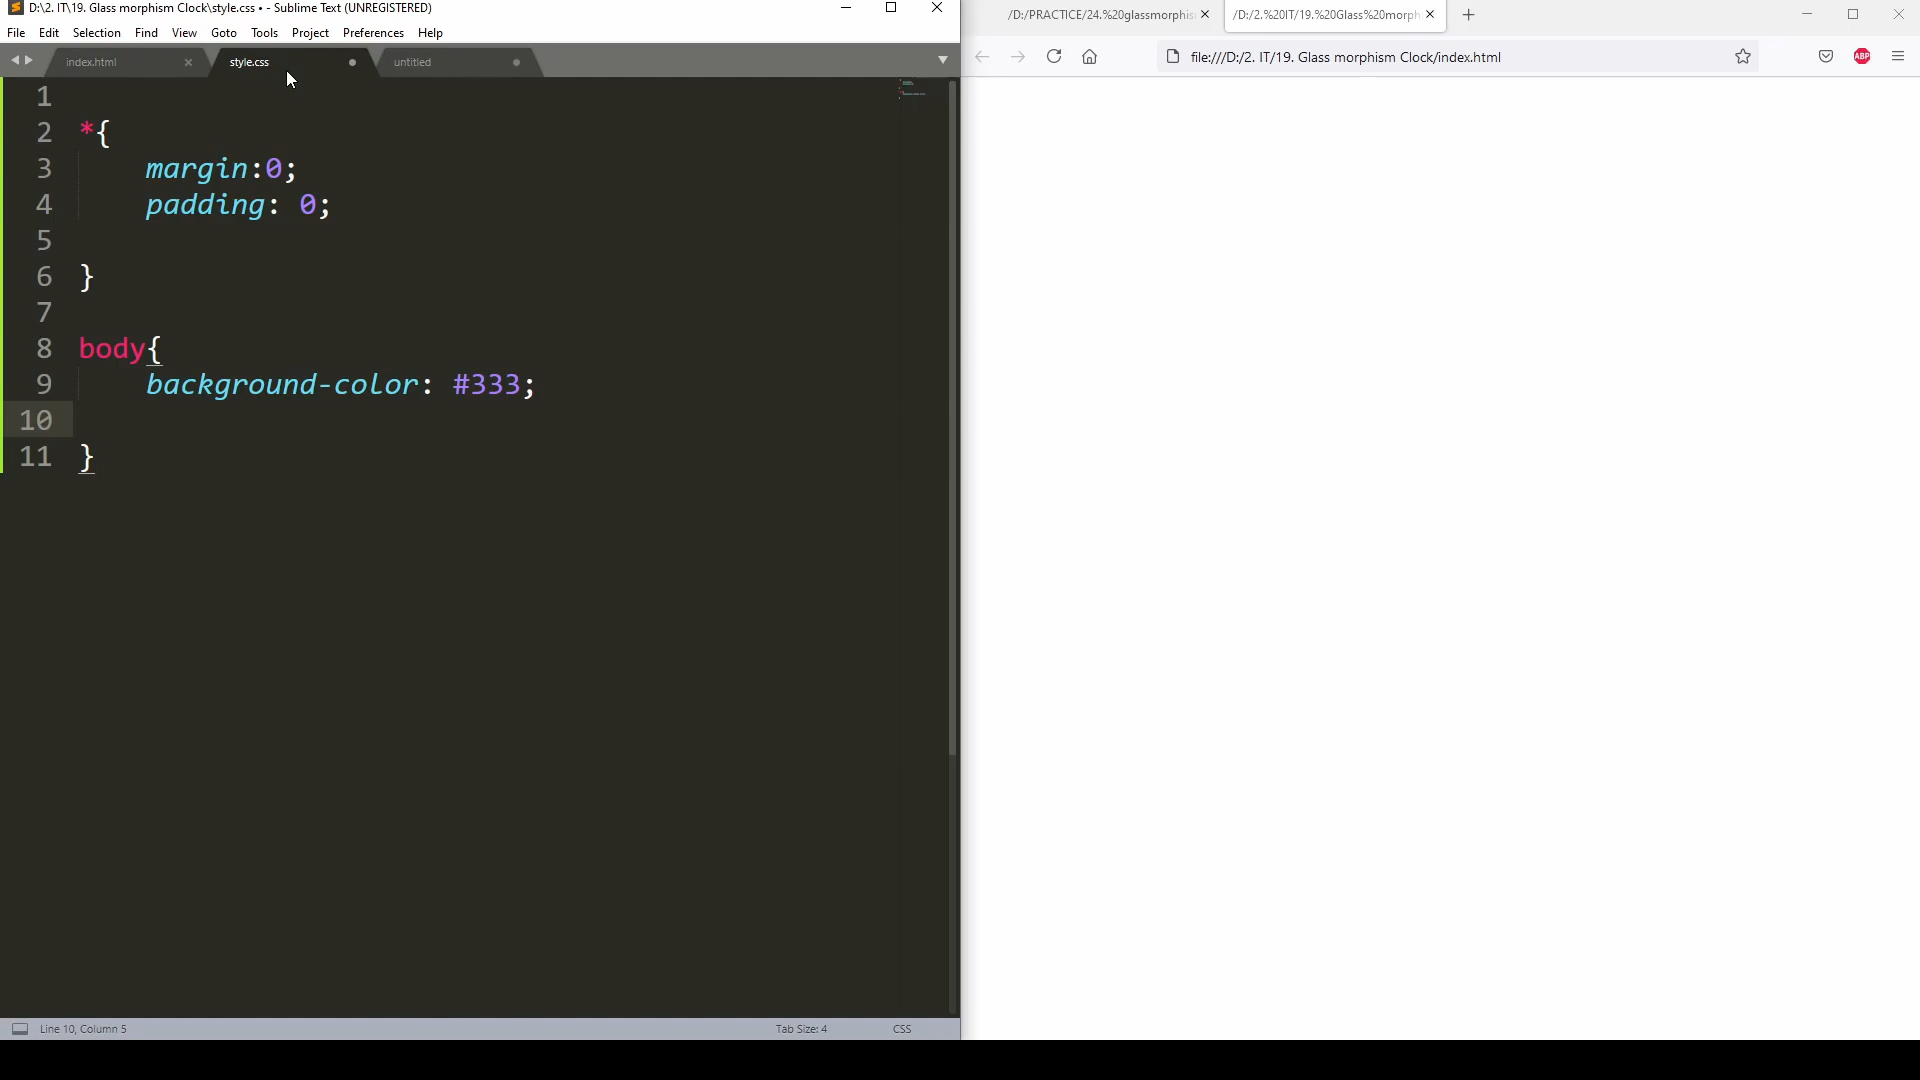 D:\2. IT\19. Glass morphism Clock\style.css • - Sublime Text (UNREGISTERED)
File Edit Selection Find View Goto Tools Project Preferences Help
index.html
style.css
untitled
1
2 *{
3 margin:0;
4 padding: 0;
5
6 }
7
8 body{
9 background-color: #333;
10
11 }
Line 10, Column 5
Tab Size: 4
CSS
/D:/PRACTICE/24.%20glassmorphis
/D:/2.%20IT/19.%20Glass%20morph
file:///D:/2. IT/19. Glass morphism Clock/index.html
ABP